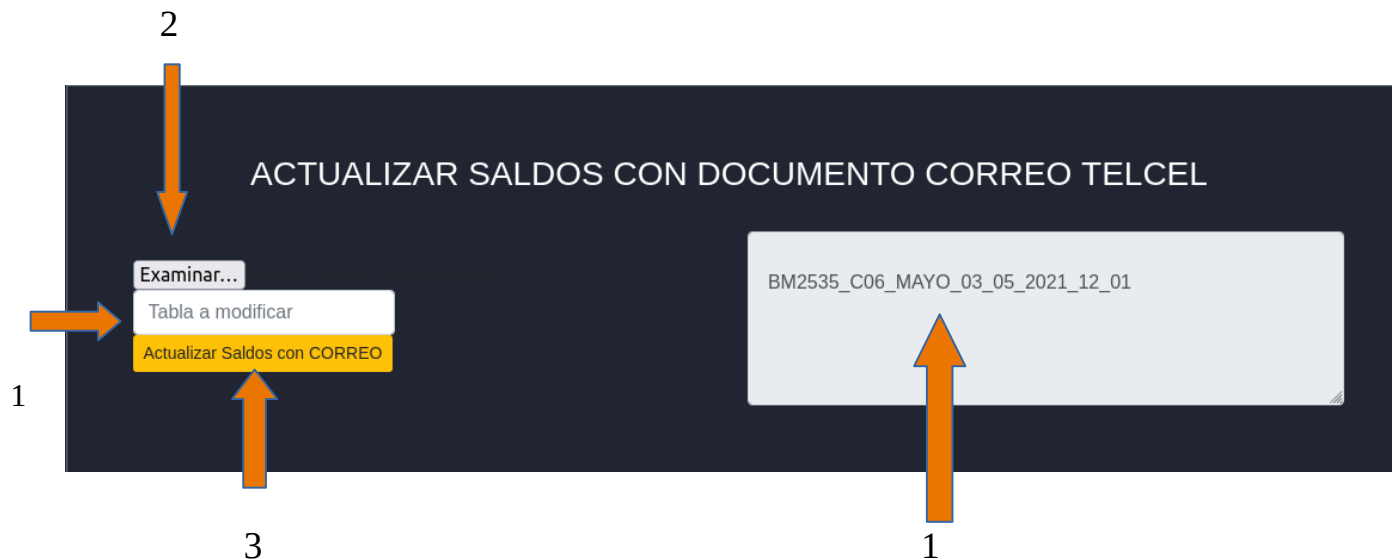 2
ACTUALIZAR SALDOS CON DOCUMENTO CORREO TELCEL
Examinar...
Tabla a modificar
Actualizar Saldos con CORREO
BM2535_C06_MAYO_03_05_2021_12_01
1
3
1